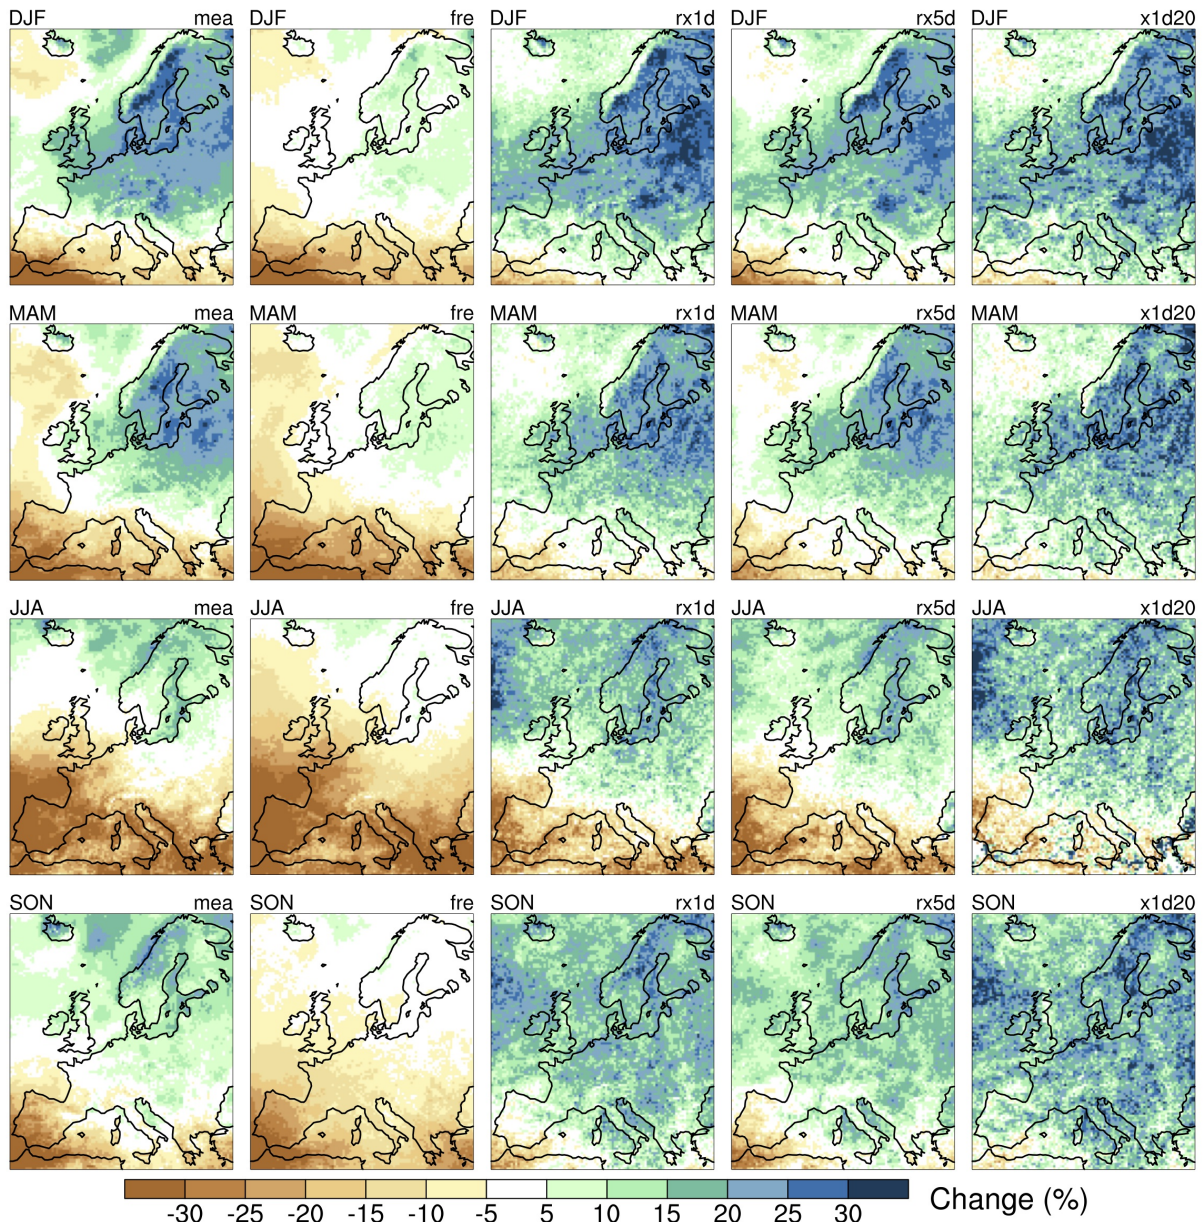 DJF mea DJF fre DJF rx1d DJF rx5d DJF x1d20
MAM mea MAM fre MAM rx1d MAM rx5d MAM x1d20
JJA mea JJA fre JJA rx1d JJA rx5d JJA x1d20
SON mea SON fre SON rx1d SON rx5d SON x1d20
-30 -25 -20 -15 -10 -5 5 10 15 20 25 30 Change (%)